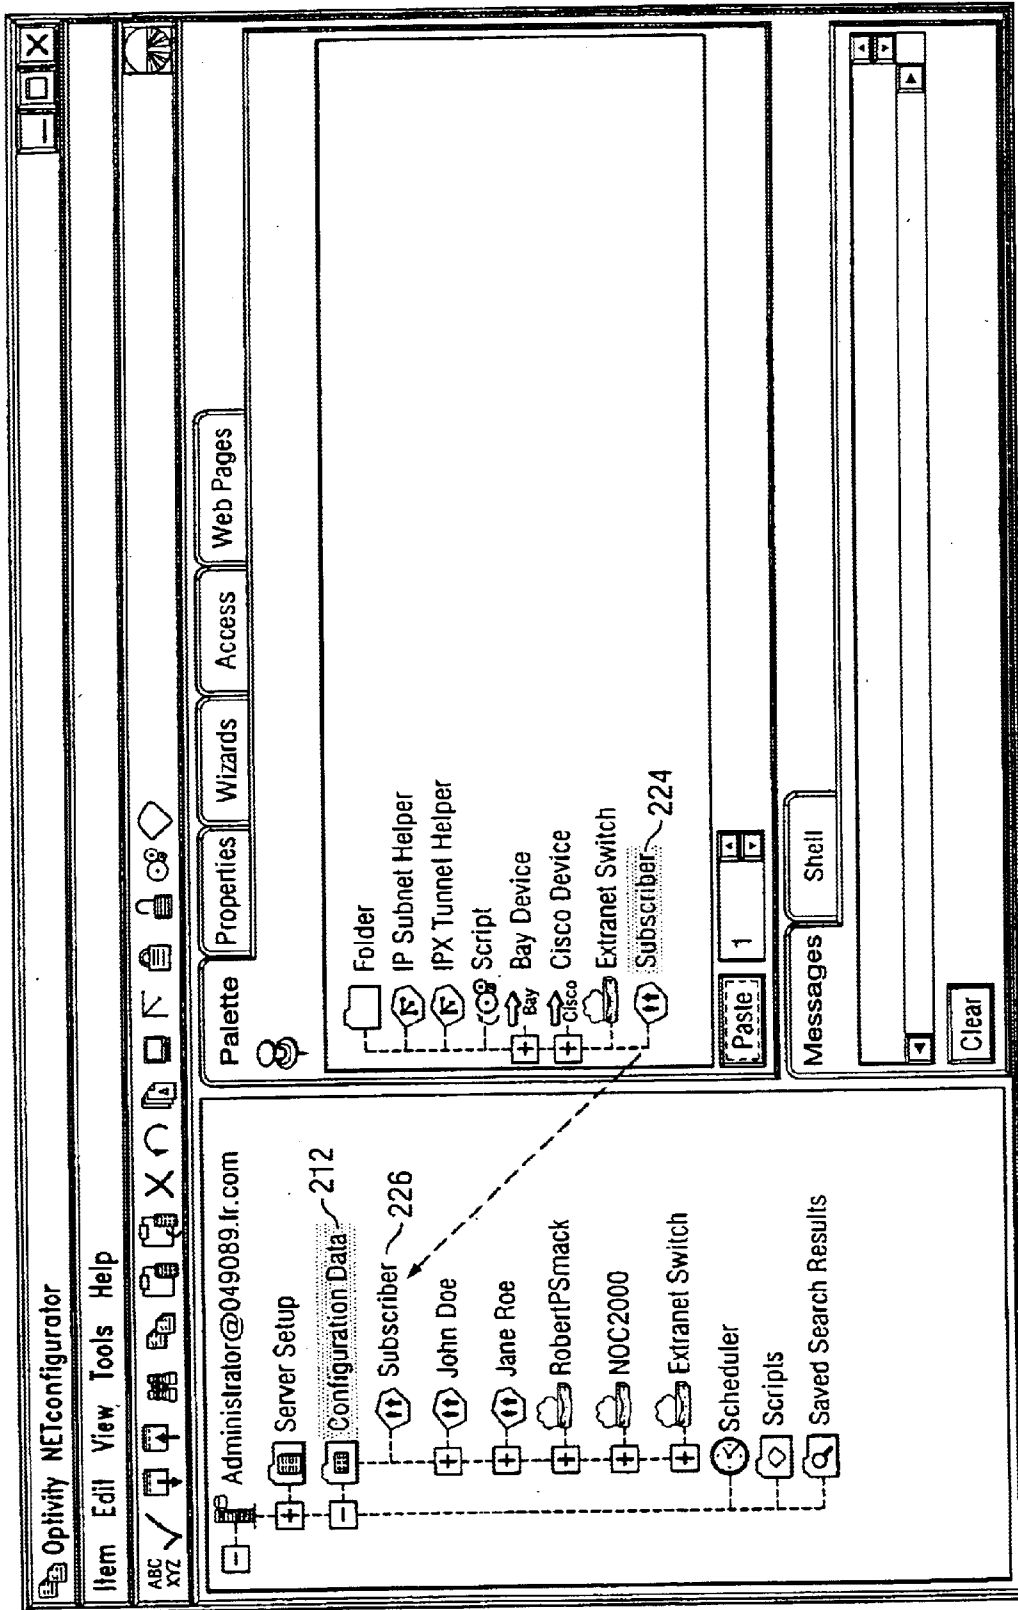 Optivity NETconfigurator
Item Edit View Tools Help
ABC
XYZ
Administrator@049089.fr.com
Server Setup
Configuration Data 212
Subscriber 226
John Doe
Jane Roe
RobertPSmack
NOC2000
Extranet Switch
Scheduler
Scripts
Saved Search Results
Palette Properties Wizards Access Web Pages
Folder
IP Subnet Helper
IPX Tunnel Helper
Script
Bay Bay Device
Cisco Cisco Device
Extranet Switch
Subscriber 224
Paste 1
Messages Shell
Clear